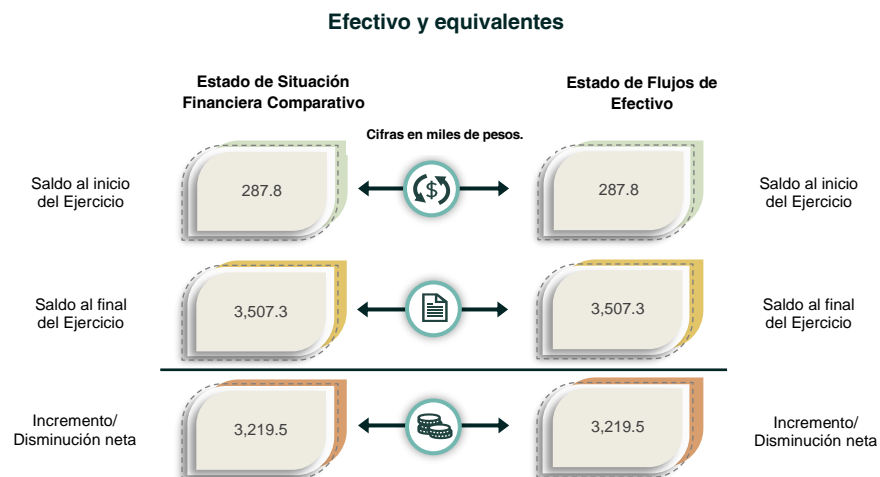 Efectivo y equivalentes
Estado de Situación
Financiera Comparativo
Estado de Flujos de
Efectivo
Cifras en miles de pesos.
Saldo al inicio
del Ejercicio
287.8
$
287.8
Saldo al inicio
del Ejercicio
Saldo al final
del Ejercicio
3,507.3
3,507.3
Saldo al final
del Ejercicio
Incremento/
Disminución neta
3,219.5
3,219.5
Incremento/
Disminución neta